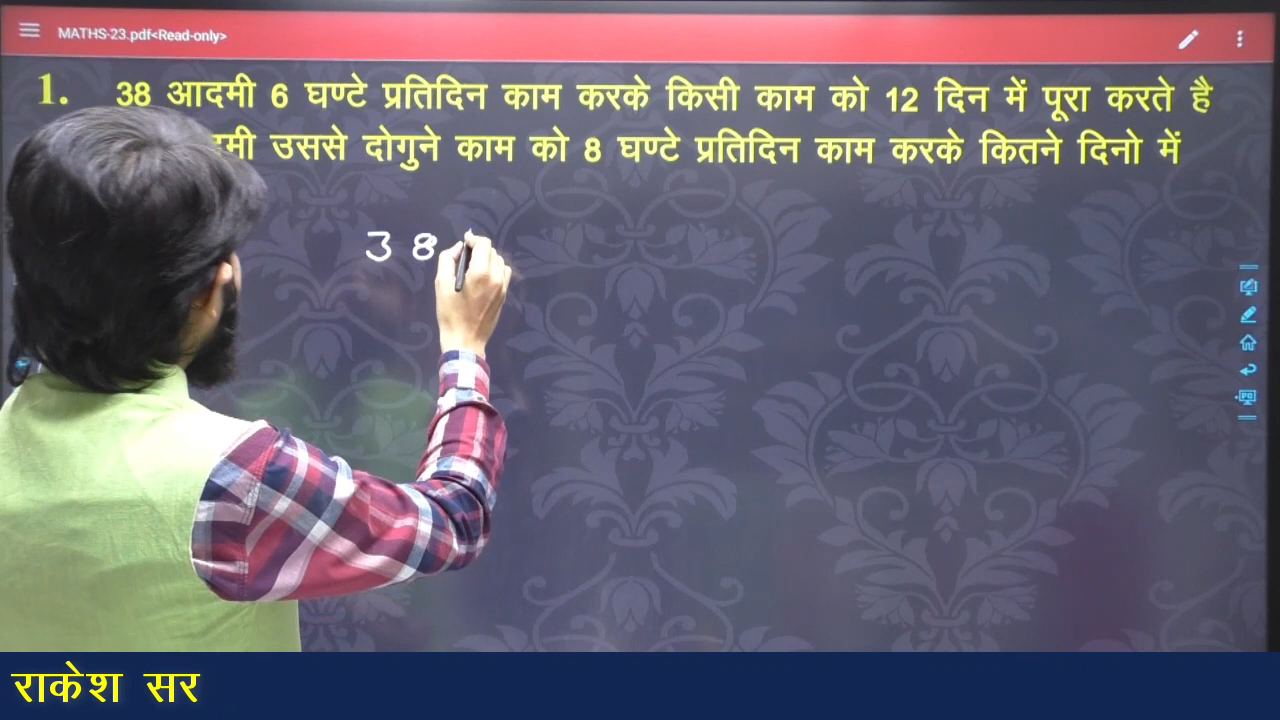 MATHS-23.pdf<Read-only>
1. 38 आदमी 6 घण्टे प्रतिदिन काम करके किसी काम को 12 दिन में पूरा करते है
उससे दोगुने काम को 8 घण्टे प्रतिदिन काम करके कितने दिनो में
38
राकेश सर